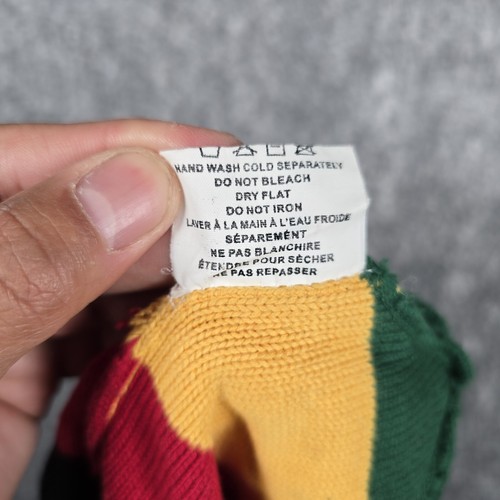 HAND WASH COLD SEPARATELY
DO NOT BLEACH
DRY FLAT
DO NOT IRON
LAVER À LA MAIN À L'EAU FROIDE
SÉPARÉMENT
NE PAS BLANCHIRE
ÉTENDRE POUR SÉCHER
NE PAS REPASSER